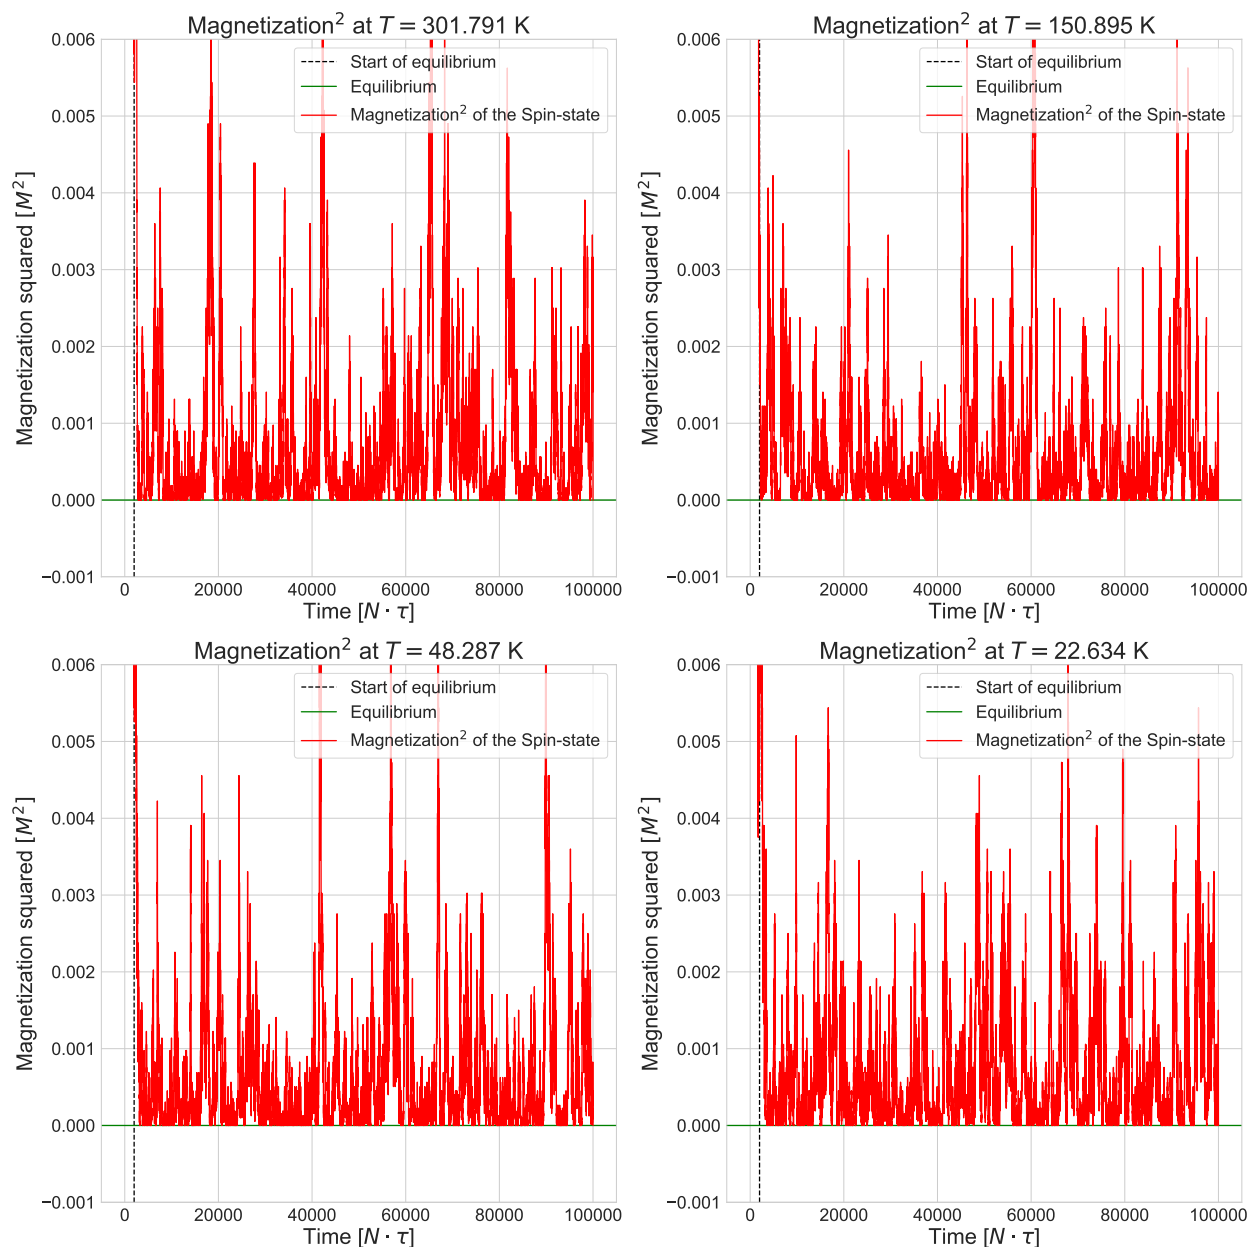 Magnetization² at T = 301.791 K
Magnetization squared [M²]
0.006
0.005
0.004
0.003
0.002
0.001
0.000
−0.001
Start of equilibrium
Equilibrium
Magnetization² of the Spin-state
0 20000 40000 60000 80000 100000
Time [N · τ]
Magnetization² at T = 150.895 K
Magnetization squared [M²]
0.006
0.005
0.004
0.003
0.002
0.001
0.000
−0.001
Start of equilibrium
Equilibrium
Magnetization² of the Spin-state
0 20000 40000 60000 80000 100000
Time [N · τ]
Magnetization² at T = 48.287 K
Magnetization squared [M²]
0.006
0.005
0.004
0.003
0.002
0.001
0.000
−0.001
Start of equilibrium
Equilibrium
Magnetization² of the Spin-state
0 20000 40000 60000 80000 100000
Time [N · τ]
Magnetization² at T = 22.634 K
Magnetization squared [M²]
0.006
0.005
0.004
0.003
0.002
0.001
0.000
−0.001
Start of equilibrium
Equilibrium
Magnetization² of the Spin-state
0 20000 40000 60000 80000 100000
Time [N · τ]